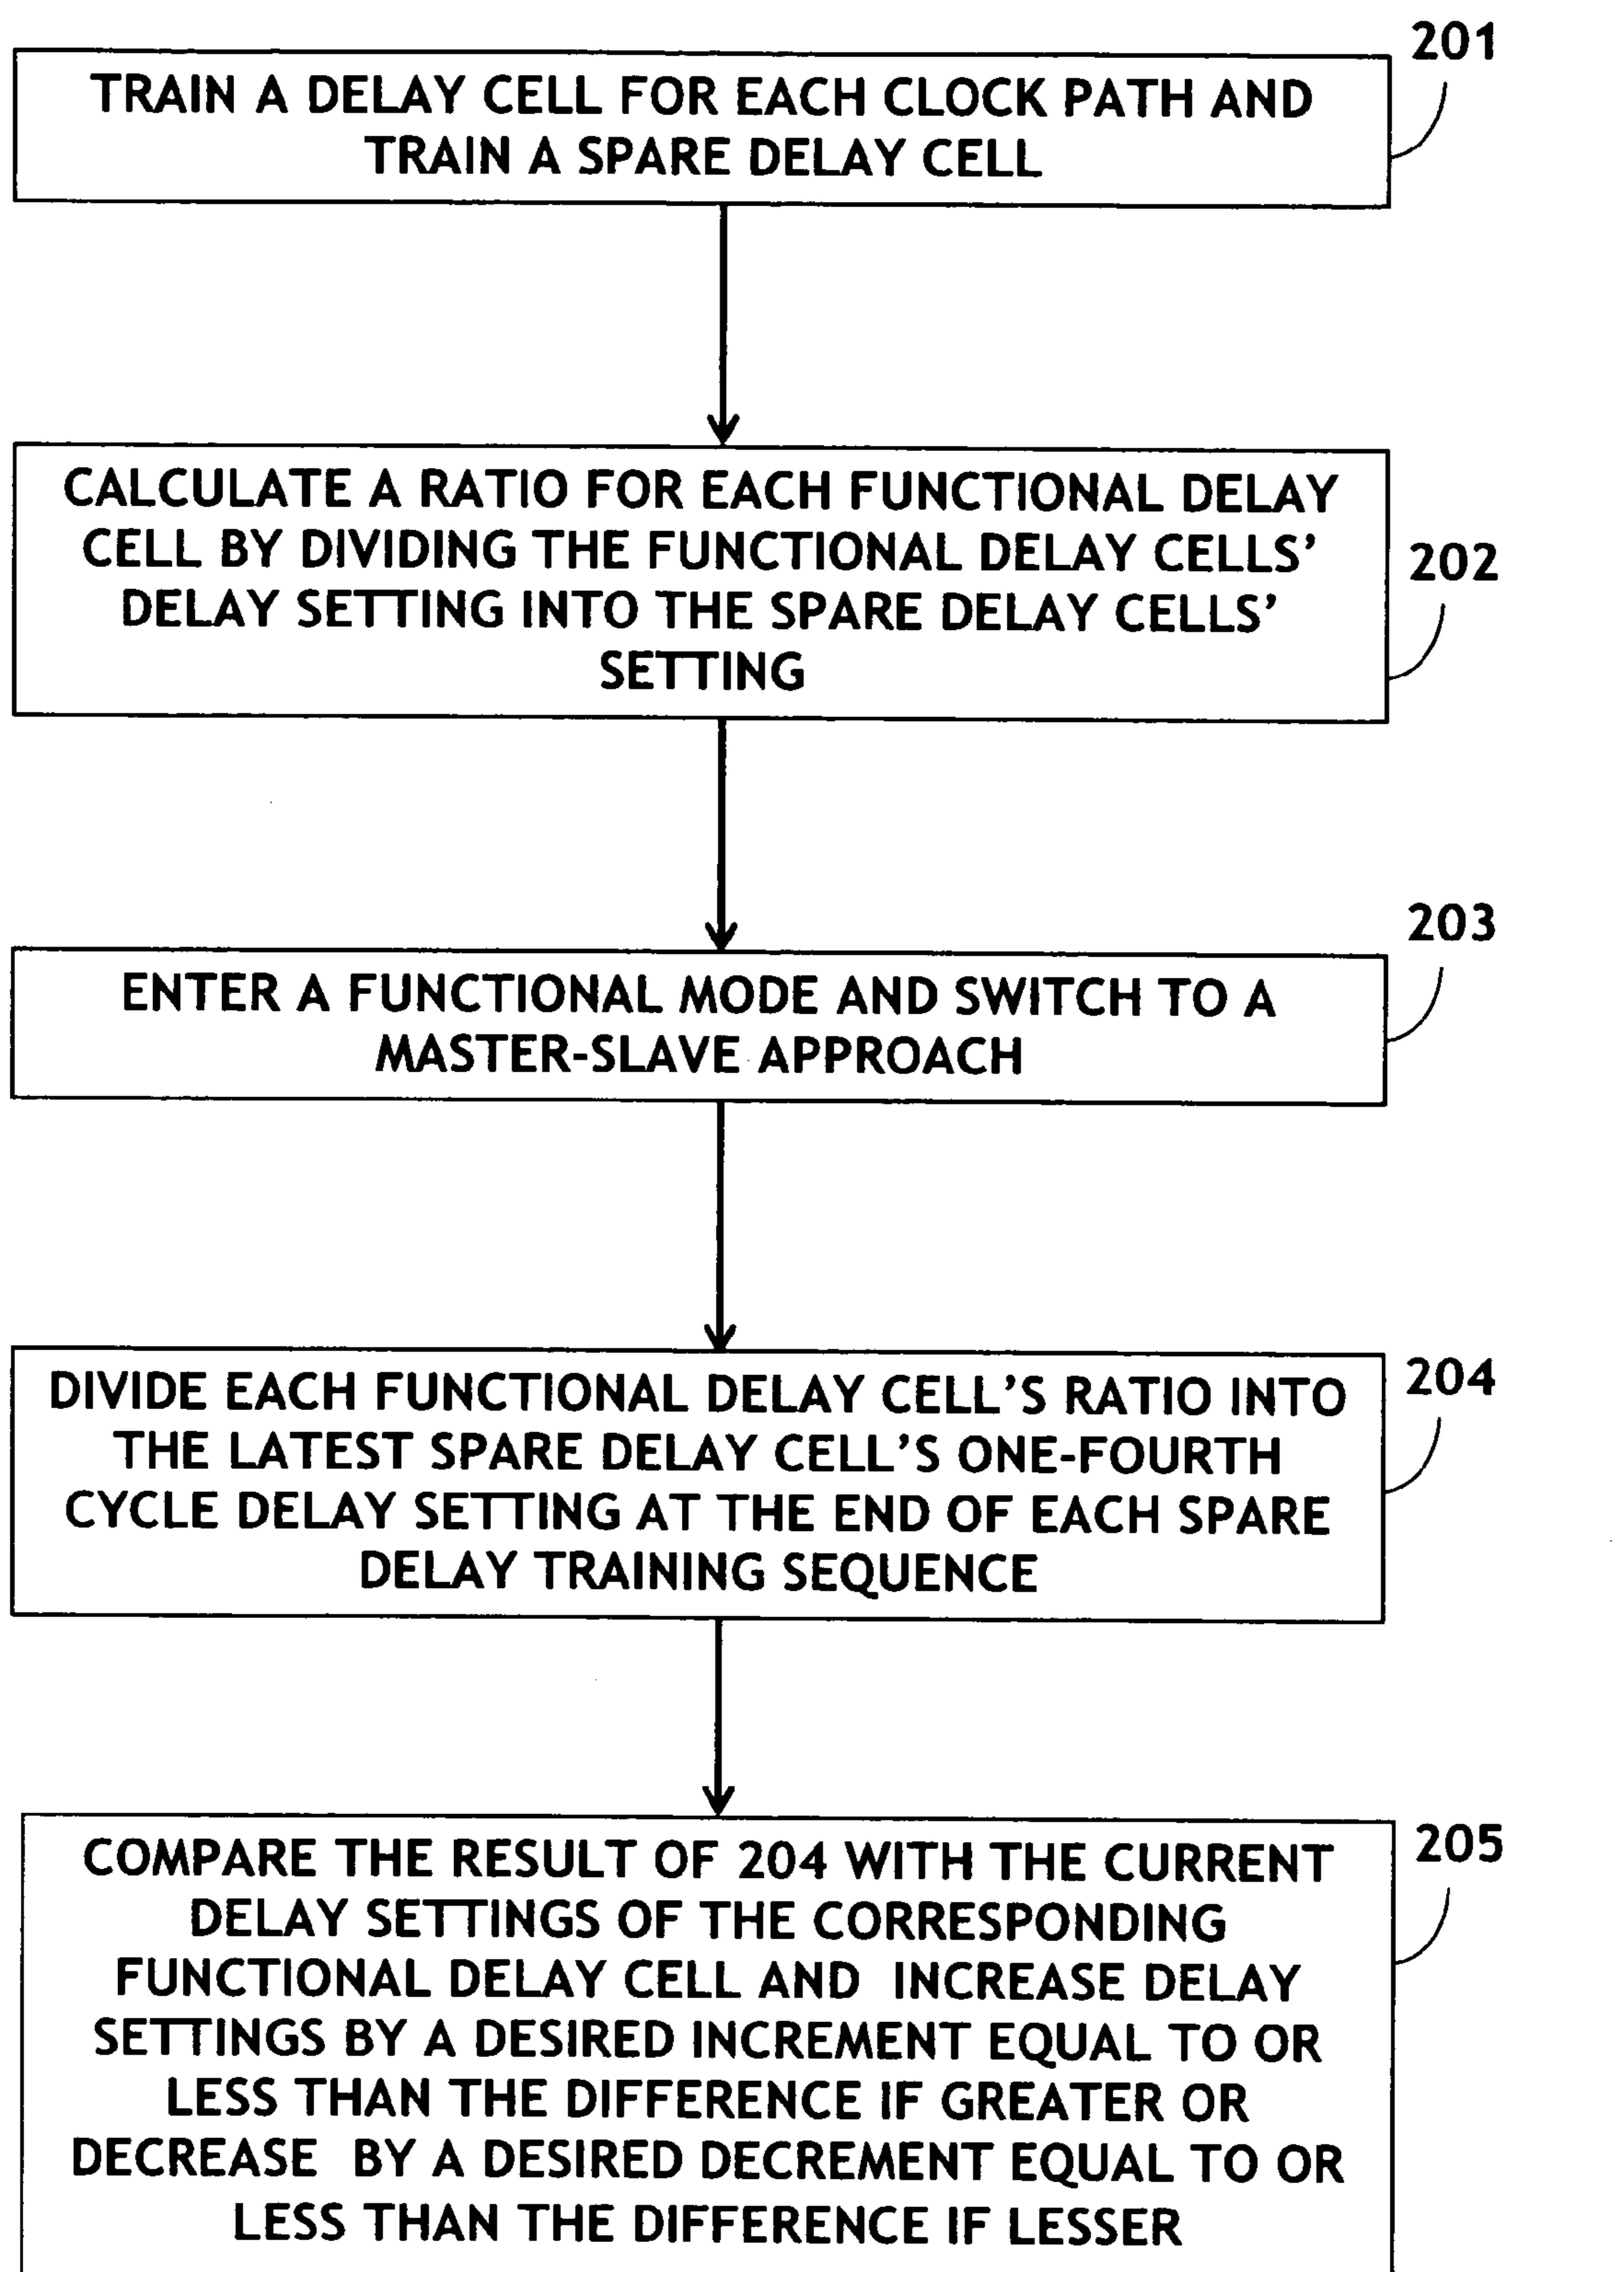 201
TRAIN A DELAY CELL FOR EACH CLOCK PATH AND
TRAIN A SPARE DELAY CELL
CALCULATE A RATIO FOR EACH FUNCTIONAL DELAY
CELL BY DIVIDING THE FUNCTIONAL DELAY CELLS’
202
DELAY SETTING INTO THE SPARE DELAY CELLS’
SETTING
203
ENTER A FUNCTIONAL MODE AND SWITCH TO A
MASTER-SLAVE APPROACH
204
DIVIDE EACH FUNCTIONAL DELAY CELL’S RATIO INTO
THE LATEST SPARE DELAY CELL’S ONE-FOURTH
CYCLE DELAY SETTING AT THE END OF EACH SPARE
DELAY TRAINING SEQUENCE
205
COMPARE THE RESULT OF 204 WITH THE CURRENT
DELAY SETTINGS OF THE CORRESPONDING
FUNCTIONAL DELAY CELL AND INCREASE DELAY
SETTINGS BY A DESIRED INCREMENT EQUAL TO OR
LESS THAN THE DIFFERENCE IF GREATER OR
DECREASE BY A DESIRED DECREMENT EQUAL TO OR
LESS THAN THE DIFFERENCE IF LESSER